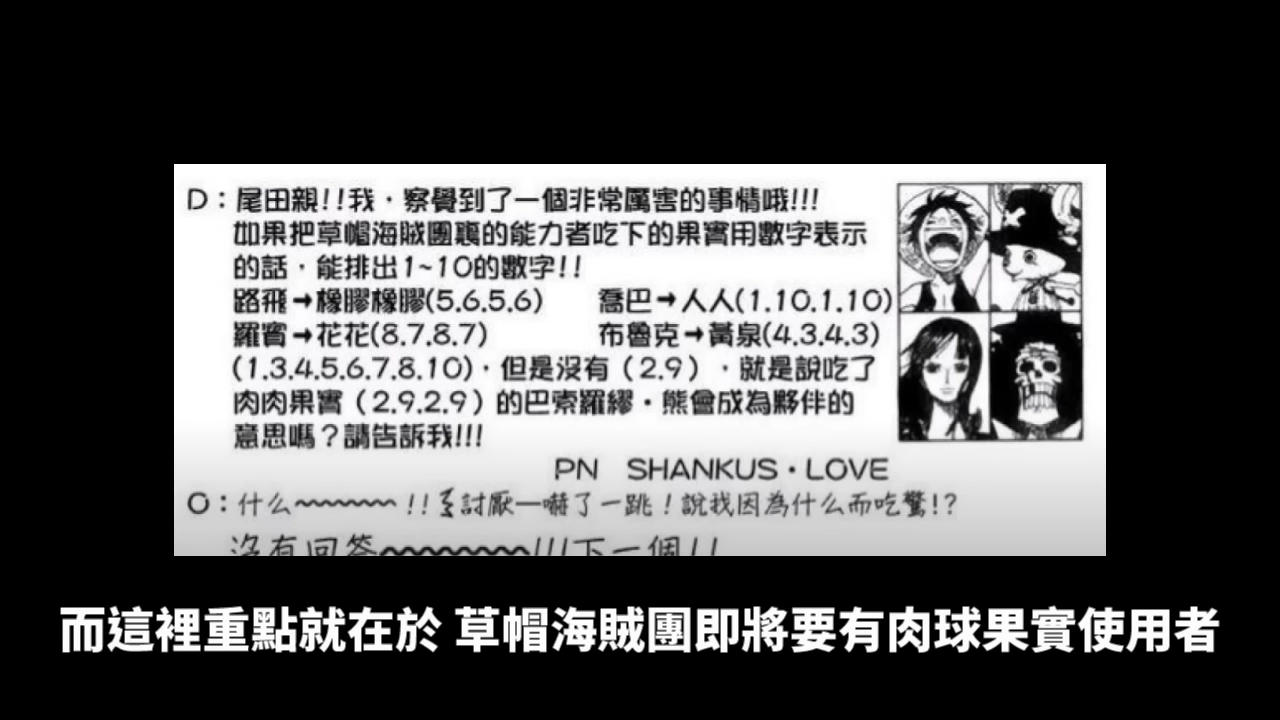 D：尾田親!!我，察覺到了一個非常厲害的事情哦!!!
如果把草帽海賊團裏的能力者吃下的果實用數字表示
的話，能排出1~10的數字!!
路飛→橡膠橡膠(5.6.5.6) 喬巴→人人(1.10.1.10)
羅賓→花花(8.7.8.7) 布魯克→黃泉(4.3.4.3)
(1.3.4.5.6.7.8.10)，但是沒有（2.9），就是說吃了
肉肉果實（2.9.2.9）的巴索羅繆・熊會成為夥伴的
意思嗎？請告訴我!!!
PN SHANKUS・LOVE
O：什么~~~~~~~!!討厭—嚇了一跳！說我因為什么而吃驚!?
沒有回答~~~~~~~!!!下一個!!
而這裡重點就在於 草帽海賊團即將要有肉球果實使用者